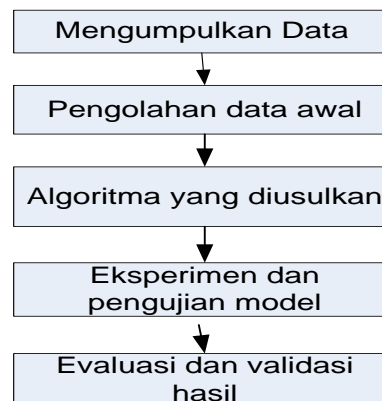 Mengumpulkan Data
Pengolahan data awal
Algoritma yang diusulkan
Eksperimen dan
pengujian model
Evaluasi dan validasi
hasil